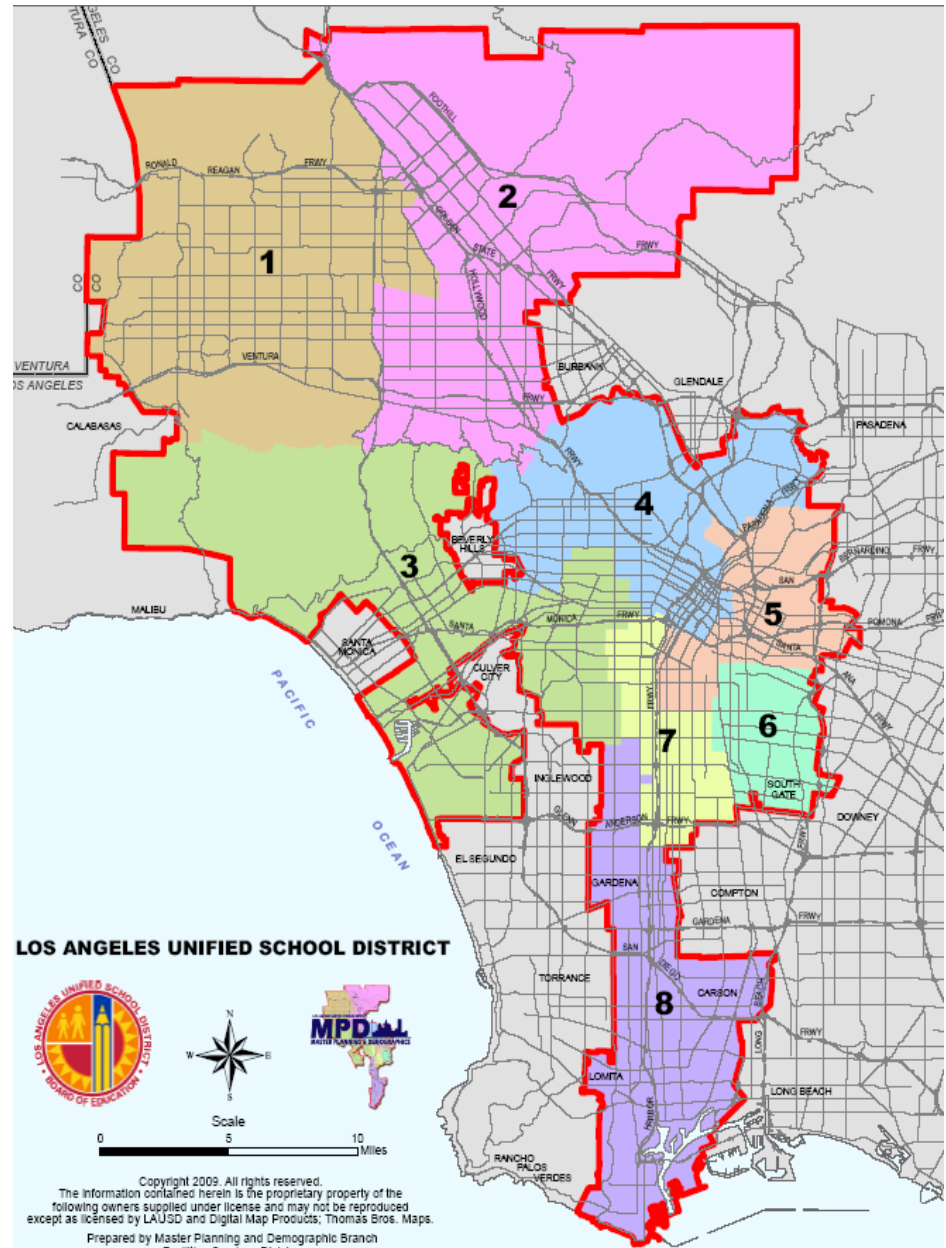 ANGELES CO
TURA CO
FOOTHILL
RONALD
REAGAN
FRWY
2
GOLDEN
STATE
FRWY
1
HOLLYWOOD
FRWY
CO
CO
VENTURA
LOS ANGELES
VENTURA
BURBANK
GLENDALE
FRWY
CALABASAS
PASADENA
FRWY
4
PASADENA
FRWY
BEVERLY
HILLS
BERNARDINO
FRWY
3
SAN
5
MALIBU
SANTA
MONICA
FRWY
POMONA
FRWY
SANTA
MONICA
SANTA
ANA
CULVER
CITY
PACIFIC
FRWY
FRWY
6
7
INGLEWOOD
SOUTH
GATE
GLENN
ANDERSON
FRWY
DOWNEY
OCEAN
FRWY
EL SEGUNDO
GARDENA
COMPTON
GARDENA
FRWY
LOS ANGELES UNIFIED SCHOOL DISTRICT
SAN
DIEGO
TORRANCE
CARSON
BEACH
8
LOS ANGELES UNIFIED SCHOOL DISTRICT
BOARD OF EDUCATION
N
W
E
S
MPD
MASTER PLANNING & DEMOGRAPHICS
FRWY
LONG
LOMITA
LONG BEACH
HARBOR
Scale
0
5
10
Miles
RANCHO
PALOS
VERDES
Copyright 2009. All rights reserved.
The information contained herein is the proprietary property of the
following owners supplied under license and may not be reproduced
except as licensed by LAUSD and Digital Map Products; Thomas Bros. Maps.
Prepared by Master Planning and Demographic Branch